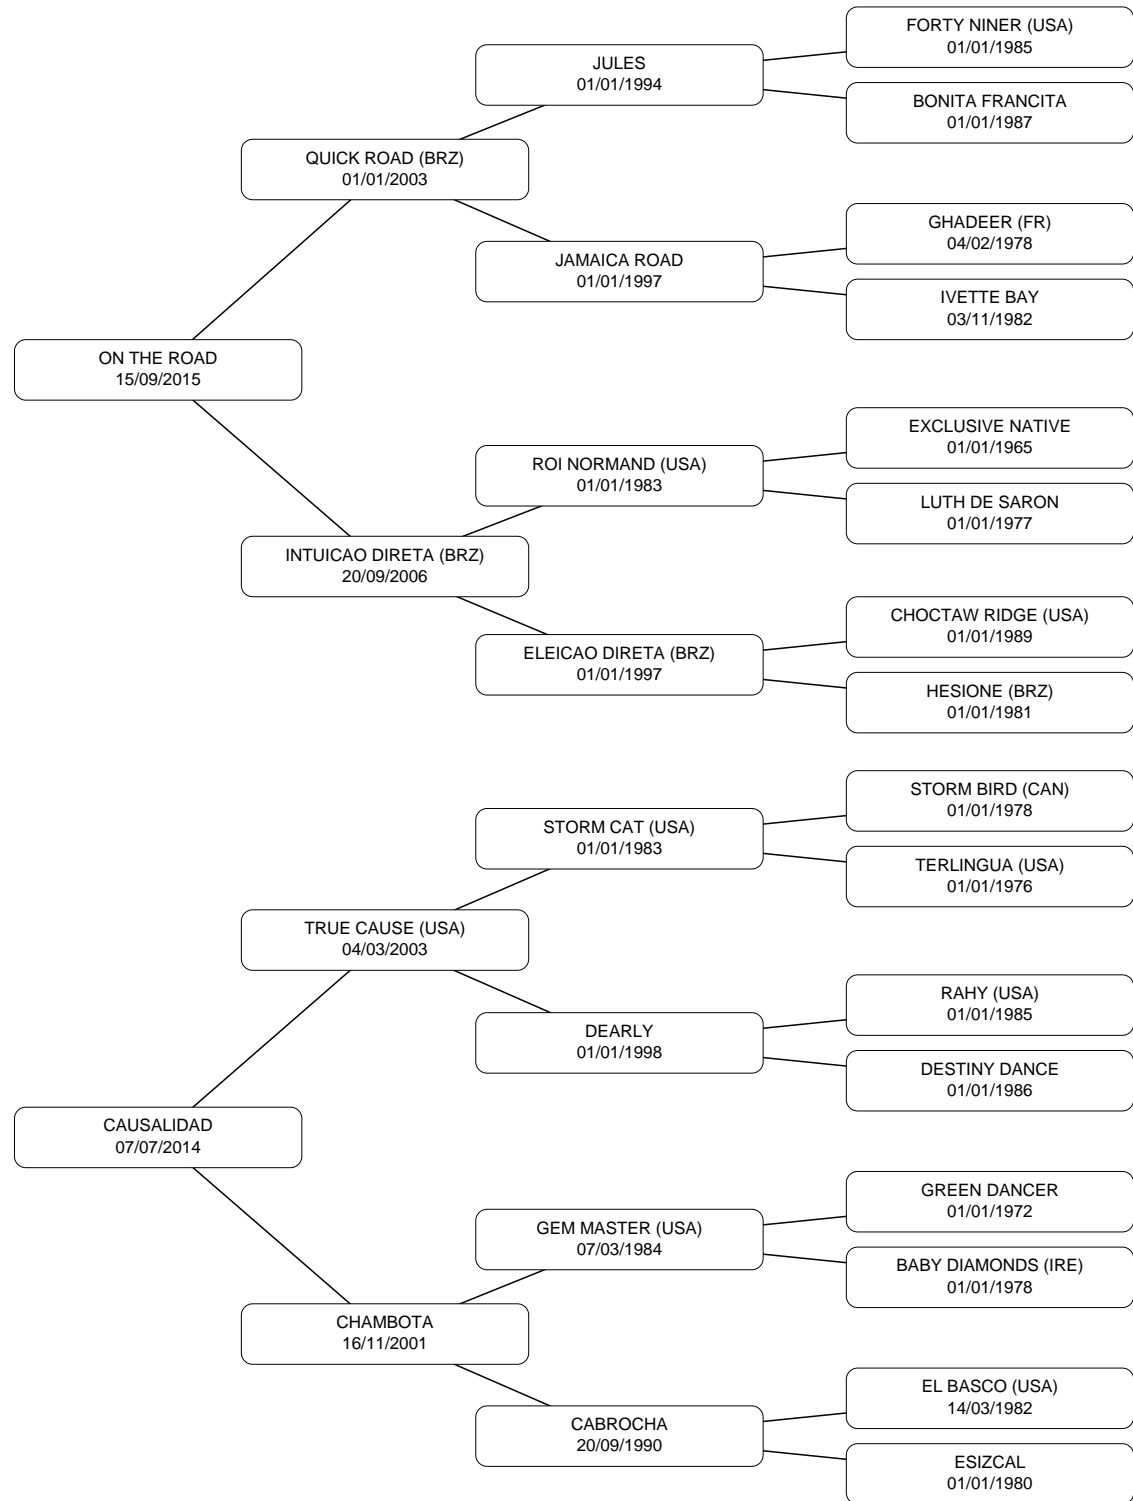 FORTY NINER (USA)
01/01/1985
JULES
01/01/1994
BONITA FRANCITA
01/01/1987
QUICK ROAD (BRZ)
01/01/2003
GHADEER (FR)
04/02/1978
JAMAICA ROAD
01/01/1997
IVETTE BAY
03/11/1982
ON THE ROAD
15/09/2015
EXCLUSIVE NATIVE
01/01/1965
ROI NORMAND (USA)
01/01/1983
LUTH DE SARON
01/01/1977
INTUICAO DIRETA (BRZ)
20/09/2006
CHOCTAW RIDGE (USA)
01/01/1989
ELEICAO DIRETA (BRZ)
01/01/1997
HESIONE (BRZ)
01/01/1981
STORM BIRD (CAN)
01/01/1978
STORM CAT (USA)
01/01/1983
TERLINGUA (USA)
01/01/1976
TRUE CAUSE (USA)
04/03/2003
RAHY (USA)
01/01/1985
DEARLY
01/01/1998
DESTINY DANCE
01/01/1986
CAUSALIDAD
07/07/2014
GREEN DANCER
01/01/1972
GEM MASTER (USA)
07/03/1984
BABY DIAMONDS (IRE)
01/01/1978
CHAMBOTA
16/11/2001
EL BASCO (USA)
14/03/1982
CABROCHA
20/09/1990
ESIZCAL
01/01/1980